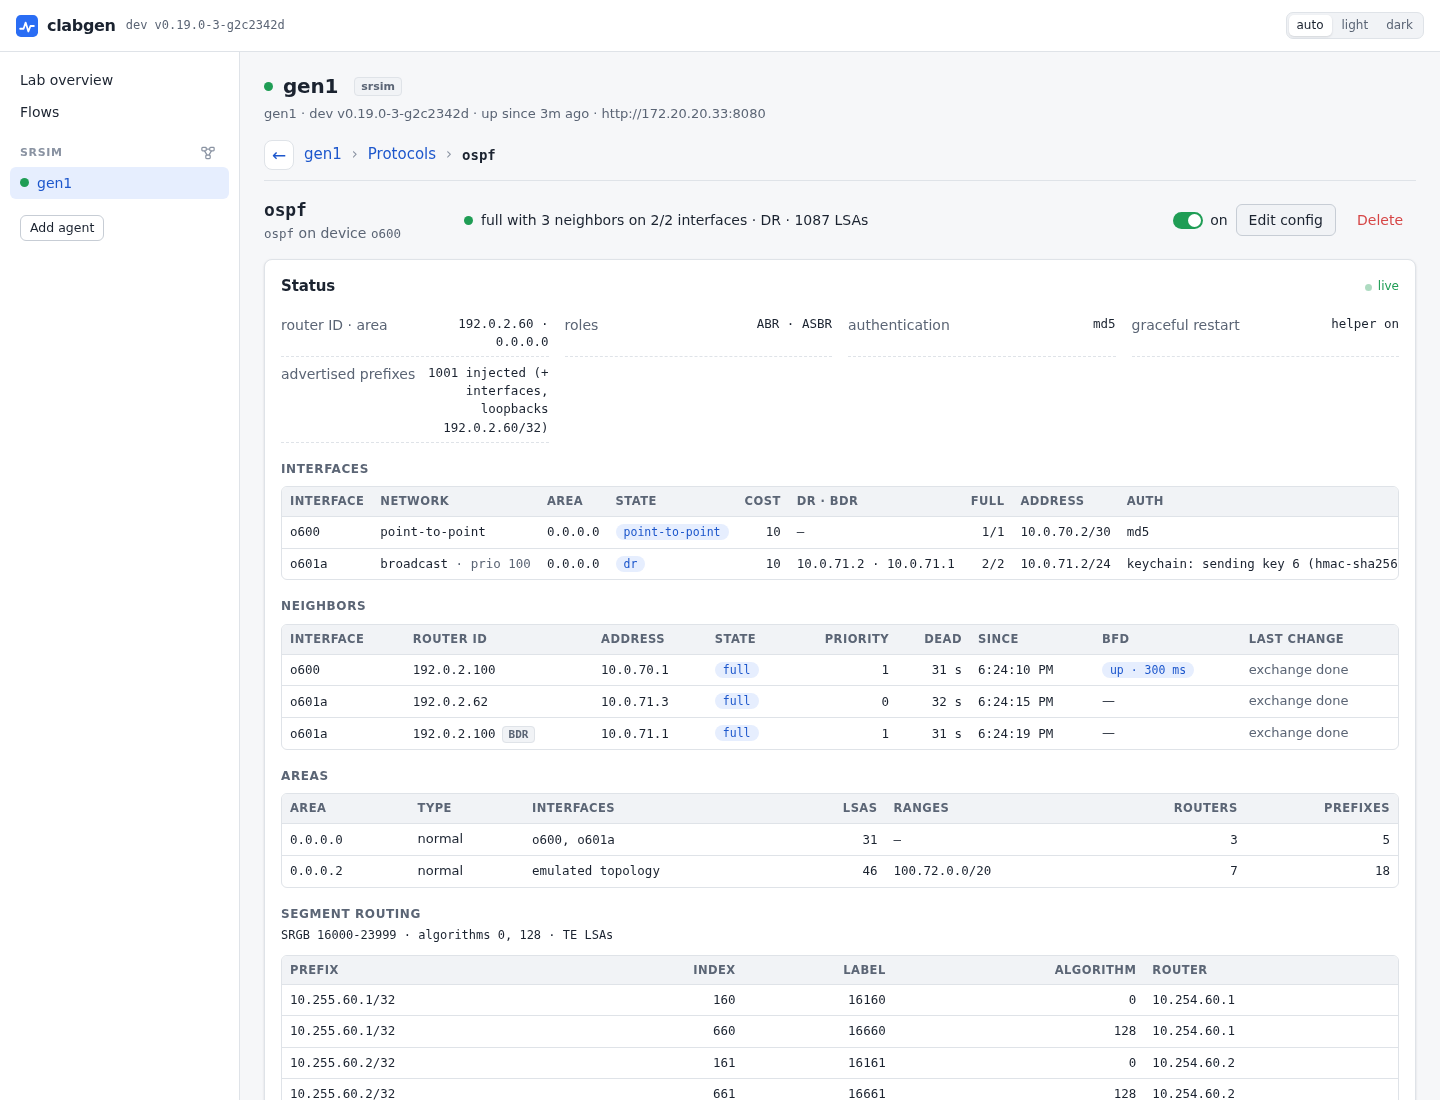 clabgen dev v0.19.0-3-g2c2342d
auto light dark
Lab overview
Flows
SRSIM
gen1
Add agent
gen1 srsim
gen1 · dev v0.19.0-3-g2c2342d · up since 3m ago · http://172.20.20.33:8080
← gen1 › Protocols › ospf
ospf
ospf on device o600
full with 3 neighbors on 2/2 interfaces · DR · 1087 LSAs
on Edit config Delete
Status
live
router ID · area 192.0.2.60 ·
0.0.0.0
roles ABR · ASBR
authentication md5
graceful restart helper on
advertised prefixes 1001 injected (+
interfaces,
loopbacks
192.0.2.60/32)
INTERFACES
INTERFACE NETWORK AREA STATE COST DR · BDR FULL ADDRESS AUTH
o600 point-to-point 0.0.0.0 point-to-point 10 — 1/1 10.0.70.2/30 md5
o601a broadcast · prio 100 0.0.0.0 dr 10 10.0.71.2 · 10.0.71.1 2/2 10.0.71.2/24 keychain: sending key 6 (hmac-sha256
NEIGHBORS
INTERFACE ROUTER ID ADDRESS STATE PRIORITY DEAD SINCE BFD LAST CHANGE
o600 192.0.2.100 10.0.70.1 full 1 31 s 6:24:10 PM up · 300 ms exchange done
o601a 192.0.2.62 10.0.71.3 full 0 32 s 6:24:15 PM — exchange done
o601a 192.0.2.100 BDR 10.0.71.1 full 1 31 s 6:24:19 PM — exchange done
AREAS
AREA TYPE INTERFACES LSAS RANGES ROUTERS PREFIXES
0.0.0.0 normal o600, o601a 31 — 3 5
0.0.0.2 normal emulated topology 46 100.72.0.0/20 7 18
SEGMENT ROUTING
SRGB 16000-23999 · algorithms 0, 128 · TE LSAs
PREFIX INDEX LABEL ALGORITHM ROUTER
10.255.60.1/32 160 16160 0 10.254.60.1
10.255.60.1/32 660 16660 128 10.254.60.1
10.255.60.2/32 161 16161 0 10.254.60.2
10.255.60.2/32 661 16661 128 10.254.60.2